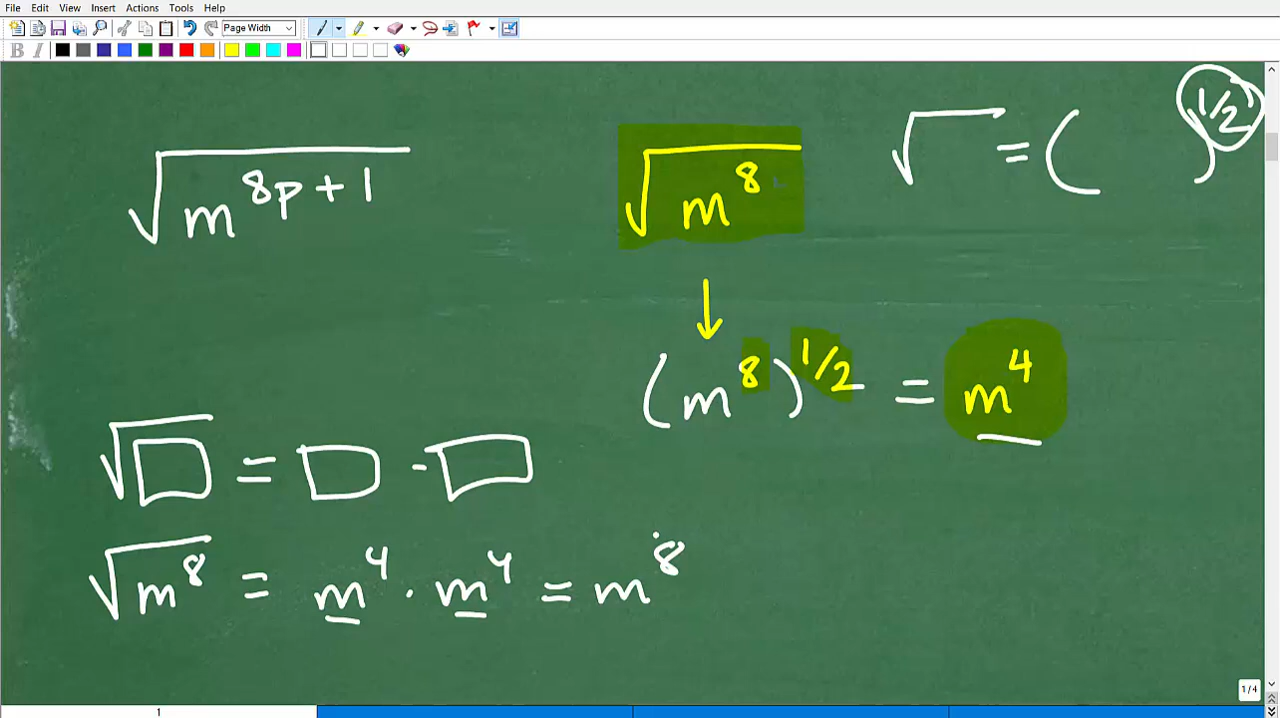 File Edit View Insert Actions Tools Help
Page Width
B I
√(m^(8p+1))
√(m^8)
√ = ( )^(1/2)
(m^8)^(1/2) = m^4
√□ = □ · □
√(m^8) = m^4 · m^4 = m^8
1/4
1